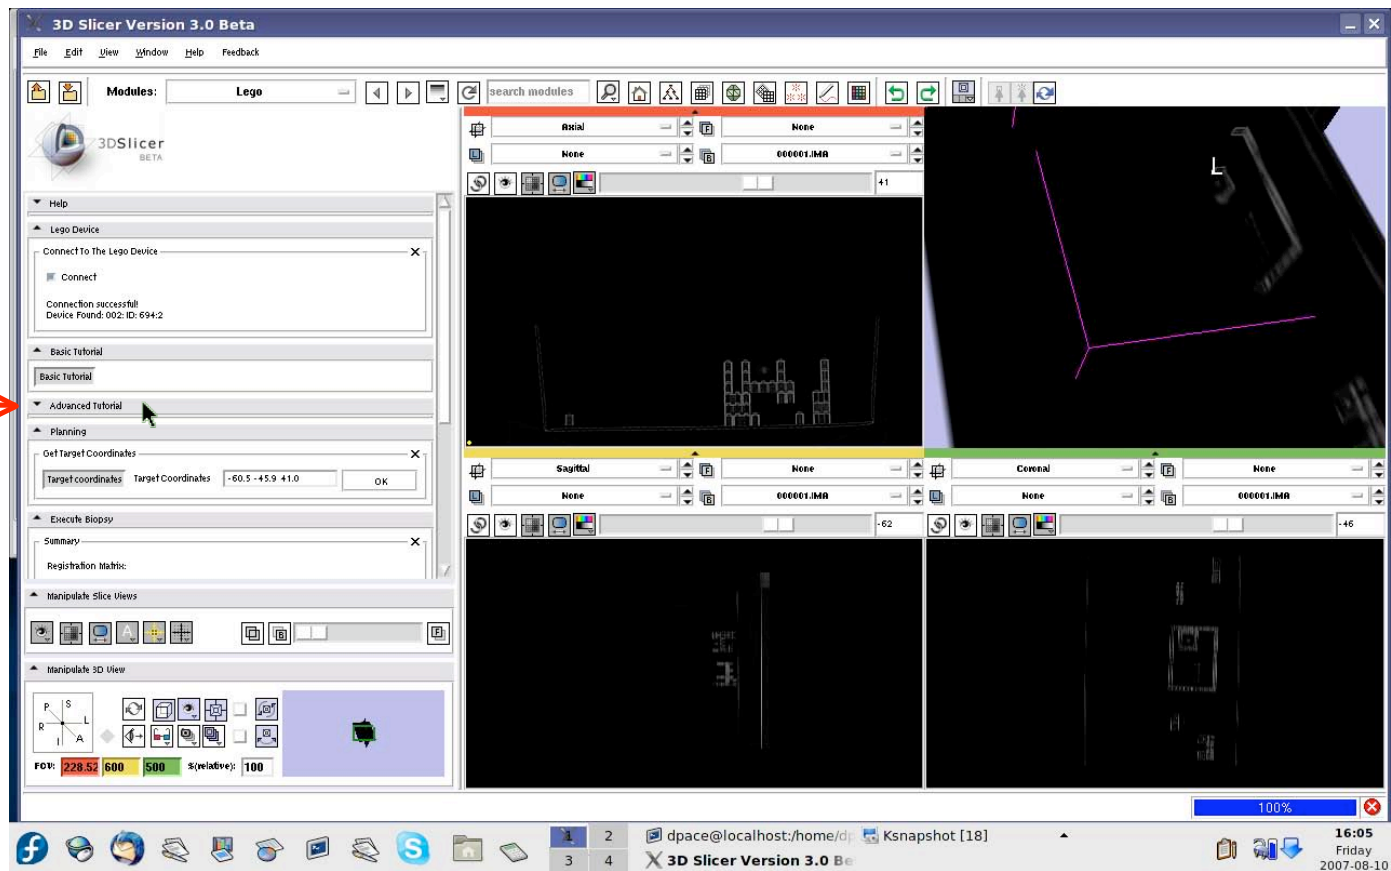 3D Slicer Version 3.0 Beta
File Edit View Window Help Feedback
Modules: Lego search modules
3DSlicer
BETA
Help
Lego Device
Connect To The Lego Device
Connect
Connection successful!
Device Found: 002: ID: 694:2
Basic Tutorial
Basic Tutorial
Advanced Tutorial
Planning
Get Target Coordinates
Target coordinates Target Coordinates -60.5 -45.9 41.0 OK
Execute Biopsy
Summary
Registration Matrix:
Manipulate Slice Views
A B F
Manipulate 3D View
P S
R L
I A
FOV: 228.52 600 500 %(relative): 100
Axial F None
L None B 000001.IMA
41
L
Sagittal F None
L None B 000001.IMA
-62
Coronal F None
L None B 000001.IMA
-46
100%
1 2
3 4
dpace@localhost:/home/dp
Ksnapshot [18]
3D Slicer Version 3.0 Be
16:05
Friday
2007-08-10